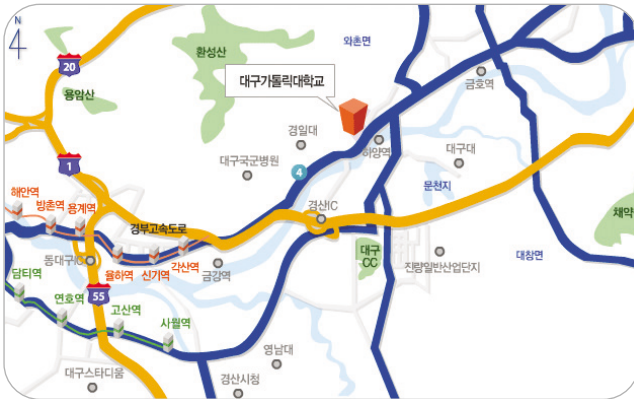 N
4
20
용암산
환성산
와촌면
대구가톨릭대학교
금호역
경일대
하양역
대구국군병원
대구대
1
4
문천지
해안역
방촌역
용계역
경산IC
채약
경부고속도로
대구
CC
대창면
동대구IC
율하역
신기역
각산역
금강역
진량일반산업단지
담티역
연호역
55
고산역
사월역
영남대
대구스타디움
경산시청